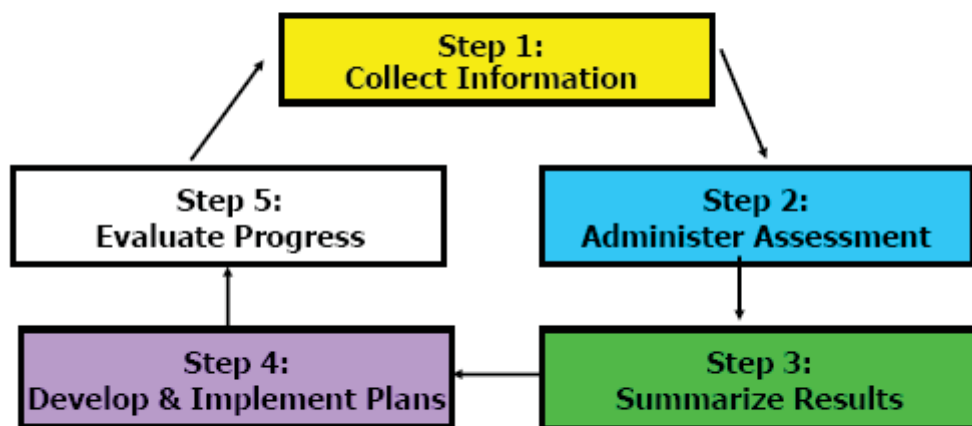 Step 1:
Collect Information
Step 2:
Administer Assessment
Step 3:
Summarize Results
Step 4:
Develop & Implement Plans
Step 5:
Evaluate Progress